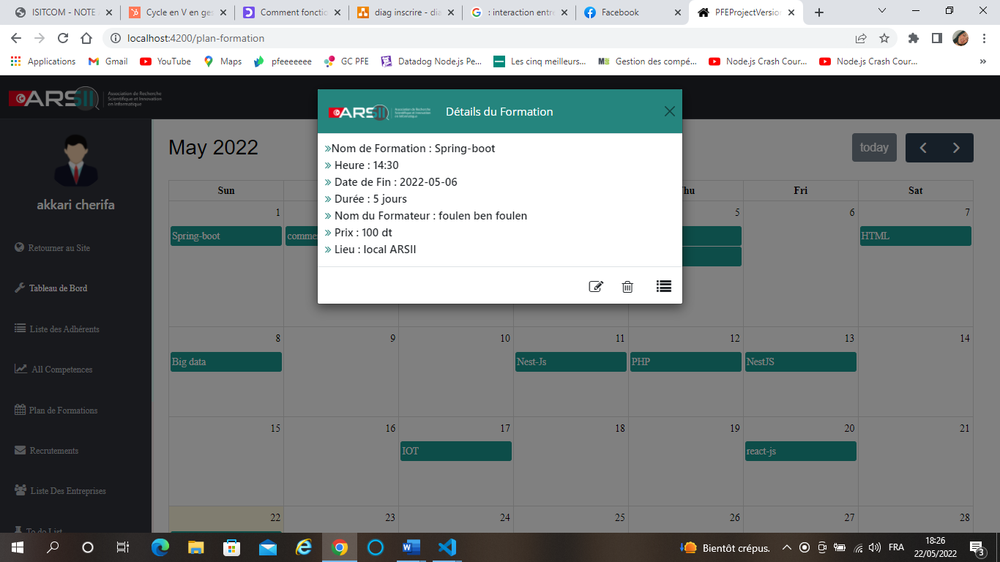 ISITCOM - NOTE
Cycle en V en ges
Comment fonctio
diag inscrire - dia
: interaction entre
Facebook
PFEProjectVersion
localhost:4200/plan-formation
Applications
Gmail
YouTube
Maps
pfeeeeeee
GC PFE
Datadog Node.js Pe...
Les cinq meilleurs...
Gestion des compé...
Node.js Crash Cour...
Node.js Crash Cour...
ARSII
Association de Recherche
Scientifique et Innovation
en Informatique
ARSII
Association de Recherche
Scientifique et Innovation
en Informatique
Détails du Formation
»Nom de Formation : Spring-boot
» Heure : 14:30
» Date de Fin : 2022-05-06
» Durée : 5 jours
» Nom du Formateur : foulen ben foulen
» Prix : 100 dt
» Lieu : local ARSII
akkari cherifa
Retourner au Site
Tableau de Bord
Liste des Adhérents
All Competences
Plan de Formations
Recrutements
Liste Des Entreprises
To do List
May 2022
today
Sun
hu
Fri
Sat
1
5
6
7
Spring-boot
comme
HTML
8
9
10
11
12
13
14
Big data
Nest-Js
PHP
NestJS
15
16
17
18
19
20
21
IOT
react-js
22
23
24
25
26
27
28
Bientôt crépus.
FRA
18:26
22/05/2022
3